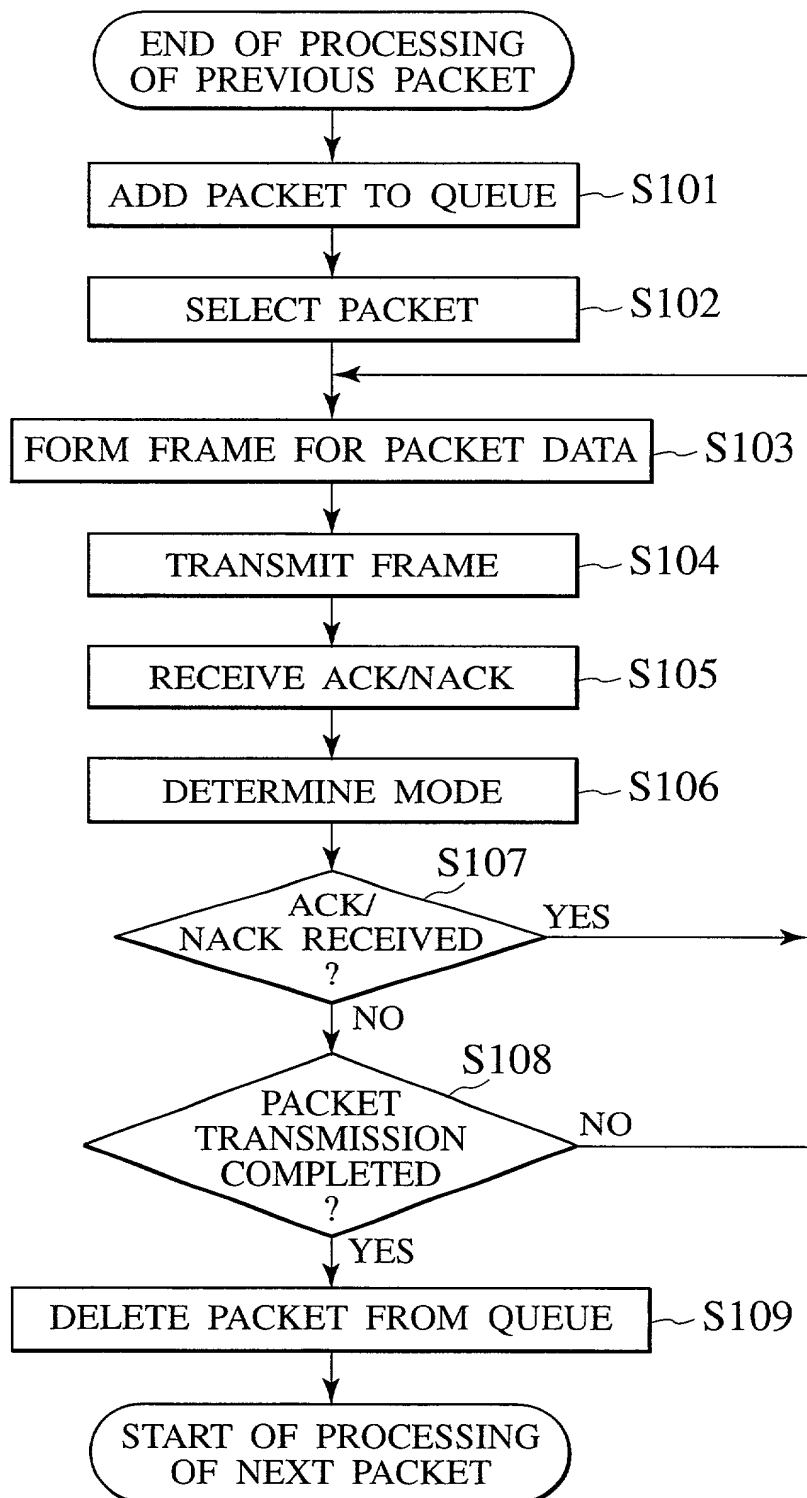 END OF PROCESSING
OF PREVIOUS PACKET
ADD PACKET TO QUEUE
S101
SELECT PACKET
S102
FORM FRAME FOR PACKET DATA
S103
TRANSMIT FRAME
S104
RECEIVE ACK/NACK
S105
DETERMINE MODE
S106
S107
ACK/
NACK RECEIVED
?
YES
NO
S108
PACKET
TRANSMISSION
COMPLETED
?
NO
YES
DELETE PACKET FROM QUEUE
S109
START OF PROCESSING
OF NEXT PACKET